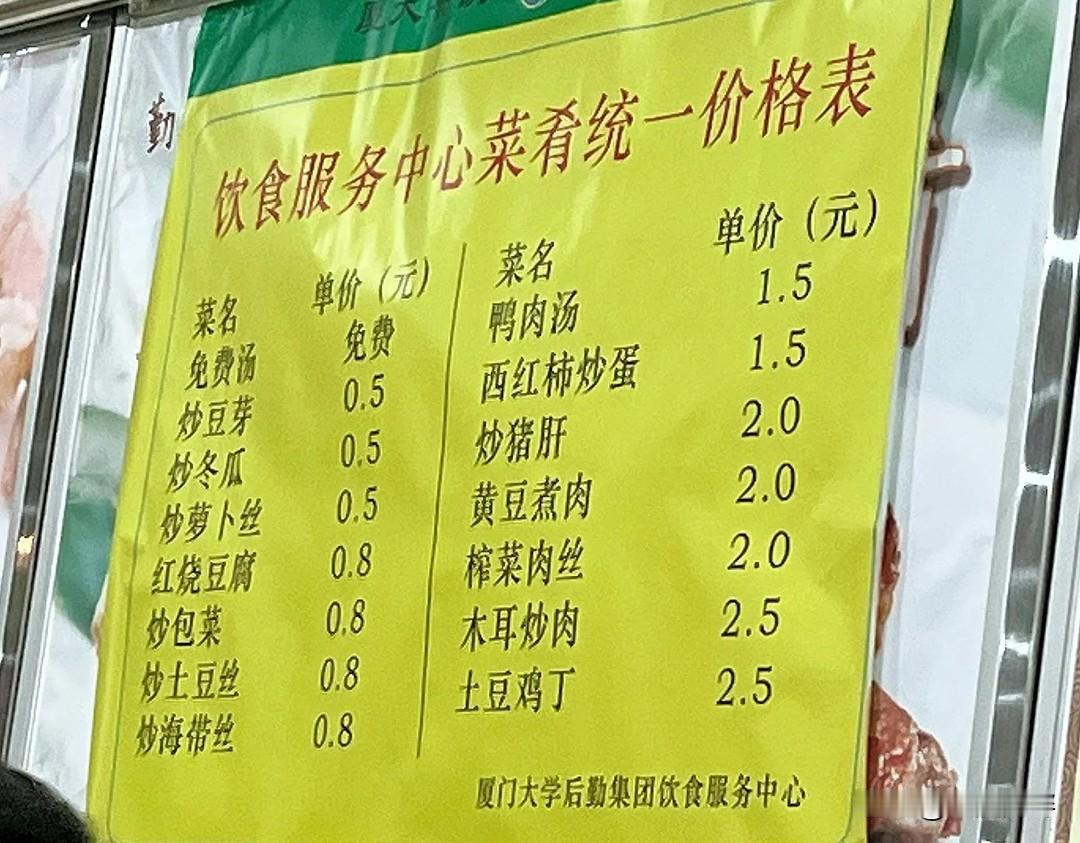 厦大后勤
勤
饮食服务中心菜肴统一价格表
菜名 单价（元）
免费汤 免费
炒豆芽 0.5
炒冬瓜 0.5
炒萝卜丝 0.5
红烧豆腐 0.8
炒包菜 0.8
炒土豆丝 0.8
炒海带丝 0.8
菜名 单价（元）
鸭肉汤 1.5
西红柿炒蛋 1.5
炒猪肝 2.0
黄豆煮肉 2.0
榨菜肉丝 2.0
木耳炒肉 2.5
土豆鸡丁 2.5
厦门大学后勤集团饮食服务中心